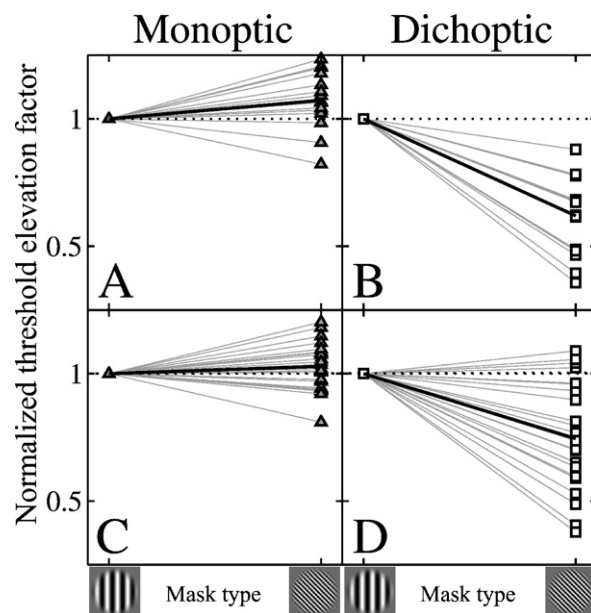 Monoptic Dichoptic
Normalized threshold elevation factor
1
0.5
A B
1
0.5
C D
Mask type Mask type